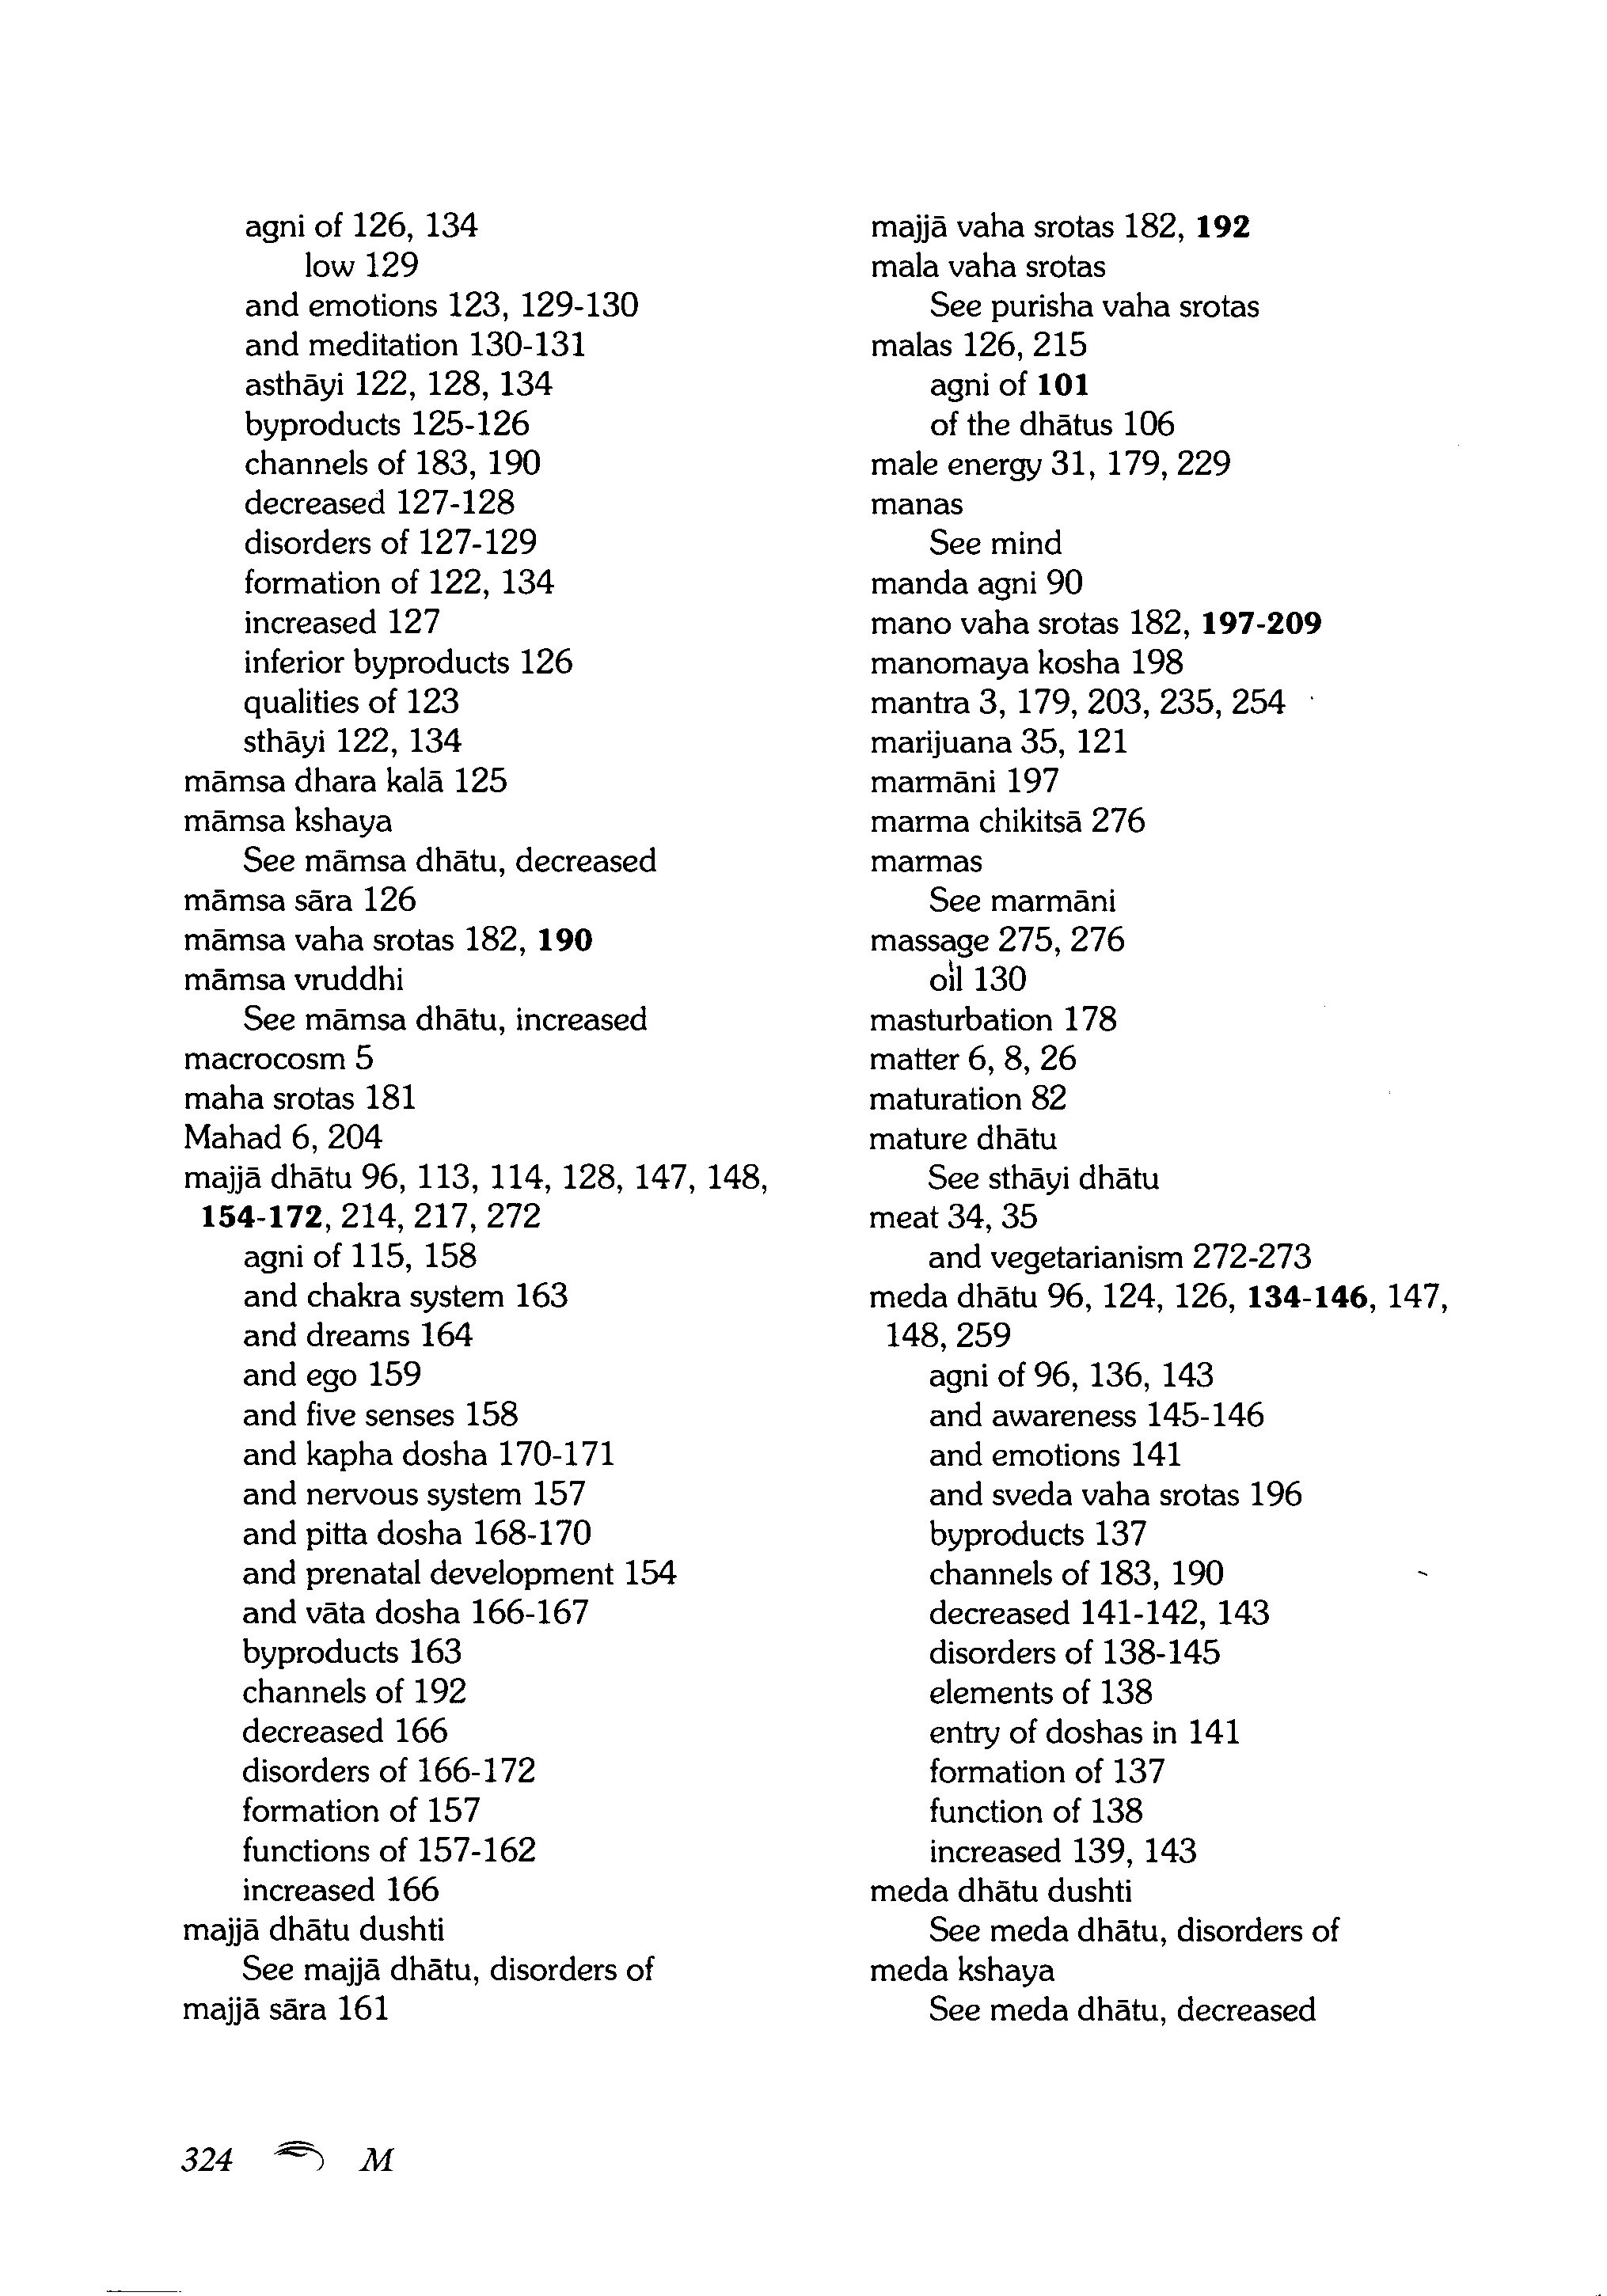 agni of 126, 134
low 129
and emotions 123, 129-130
and meditation 130-131
asthāyi 122, 128, 134
byproducts 125-126
channels of 183, 190
decreased 127-128
disorders of 127-129
formation of 122, 134
increased 127
inferior byproducts 126
qualities of 123
sthāyi 122, 134
māmsa dhara kalā 125
māmsa kshaya
See māmsa dhātu, decreased
māmsa sāra 126
māmsa vaha srotas 182, 190
māmsa vruddhi
See māmsa dhātu, increased
macrocosm 5
maha srotas 181
Mahad 6, 204
majjā dhātu 96, 113, 114, 128, 147, 148,
154-172, 214, 217, 272
agni of 115, 158
and chakra system 163
and dreams 164
and ego 159
and five senses 158
and kapha dosha 170-171
and nervous system 157
and pitta dosha 168-170
and prenatal development 154
and vāta dosha 166-167
byproducts 163
channels of 192
decreased 166
disorders of 166-172
formation of 157
functions of 157-162
increased 166
majjā dhātu dushti
See majjā dhātu, disorders of
majjā sāra 161
majjā vaha srotas 182, 192
mala vaha srotas
See purisha vaha srotas
malas 126, 215
agni of 101
of the dhātus 106
male energy 31, 179, 229
manas
See mind
manda agni 90
mano vaha srotas 182, 197-209
manomaya kosha 198
mantra 3, 179, 203, 235, 254
marijuana 35, 121
marmāni 197
marma chikitsā 276
marmas
See marmāni
massage 275, 276
oil 130
masturbation 178
matter 6, 8, 26
maturation 82
mature dhātu
See sthāyi dhātu
meat 34, 35
and vegetarianism 272-273
meda dhātu 96, 124, 126, 134-146, 147,
148, 259
agni of 96, 136, 143
and awareness 145-146
and emotions 141
and sveda vaha srotas 196
byproducts 137
channels of 183, 190
decreased 141-142, 143
disorders of 138-145
elements of 138
entry of doshas in 141
formation of 137
function of 138
increased 139, 143
meda dhātu dushti
See meda dhātu, disorders of
meda kshaya
See meda dhātu, decreased
324 M